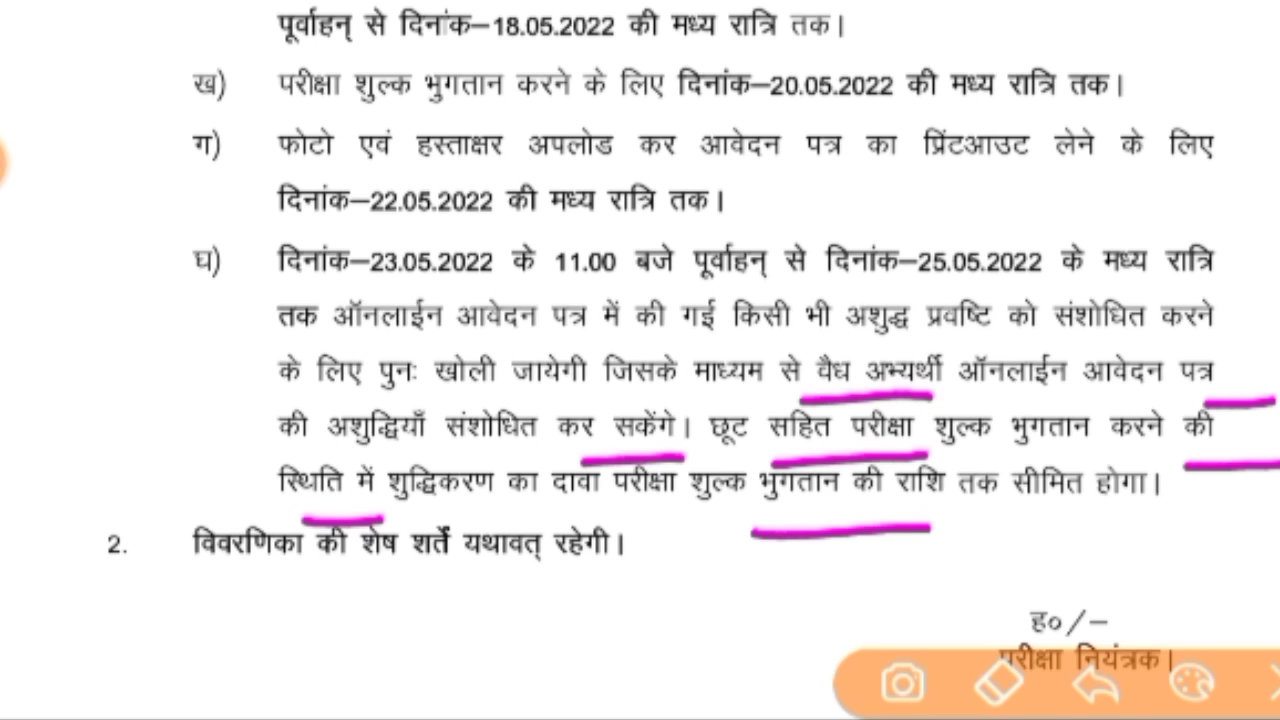 पूर्वाहन् से दिनांक–18.05.2022 की मध्य रात्रि तक।
ख) परीक्षा शुल्क भुगतान करने के लिए दिनांक–20.05.2022 की मध्य रात्रि तक।
ग) फोटो एवं हस्ताक्षर अपलोड कर आवेदन पत्र का प्रिंटआउट लेने के लिए
दिनांक–22.05.2022 की मध्य रात्रि तक।
घ) दिनांक–23.05.2022 के 11.00 बजे पूर्वाहन् से दिनांक–25.05.2022 के मध्य रात्रि
तक ऑनलाईन आवेदन पत्र में की गई किसी भी अशुद्ध प्रवष्टि को संशोधित करने
के लिए पुनः खोली जायेगी जिसके माध्यम से वैध अभ्यर्थी ऑनलाईन आवेदन पत्र
की अशुद्धियाँ संशोधित कर सकेंगे। छूट सहित परीक्षा शुल्क भुगतान करने की
स्थिति में शुद्धिकरण का दावा परीक्षा शुल्क भुगतान की राशि तक सीमित होगा।
2. विवरणिका की शेष शर्तें यथावत् रहेगी।
ह०/–
परीक्षा नियंत्रक।